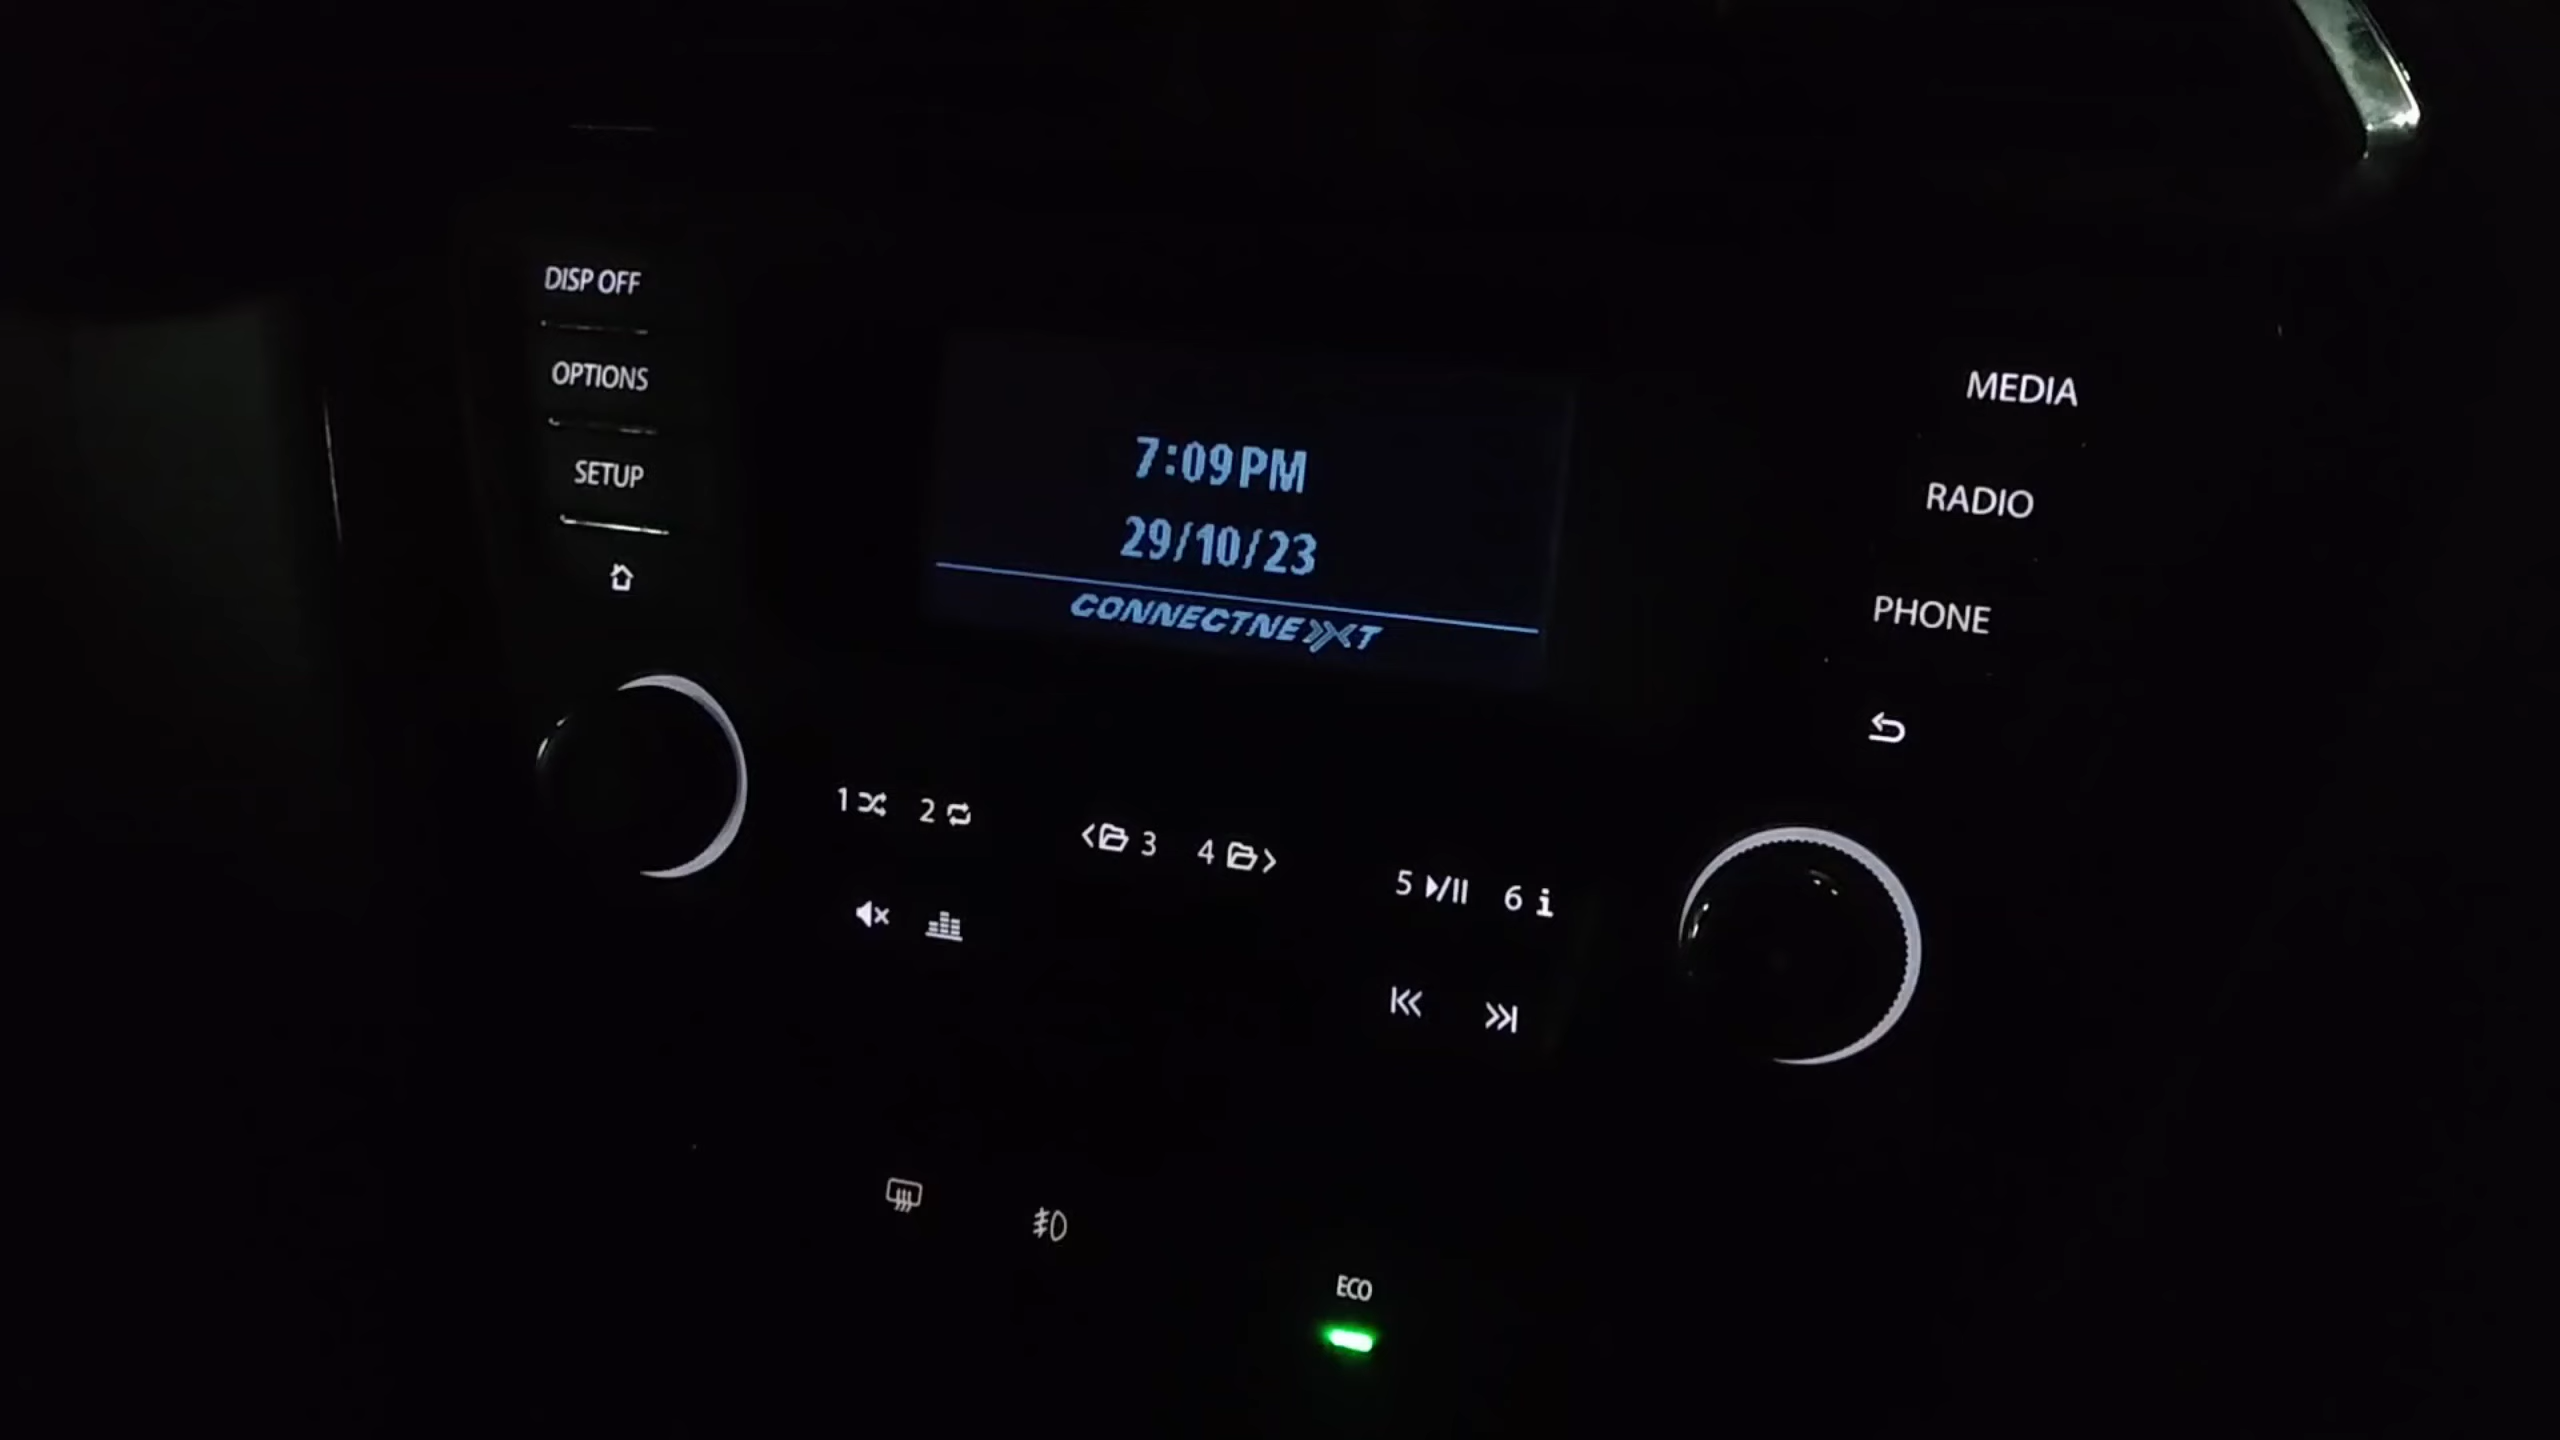 DISP OFF
OPTIONS
SETUP
7:09PM
29/10/23
CONNECTNEXT
MEDIA
RADIO
PHONE
1 2
3 4
5 6 i
ECO